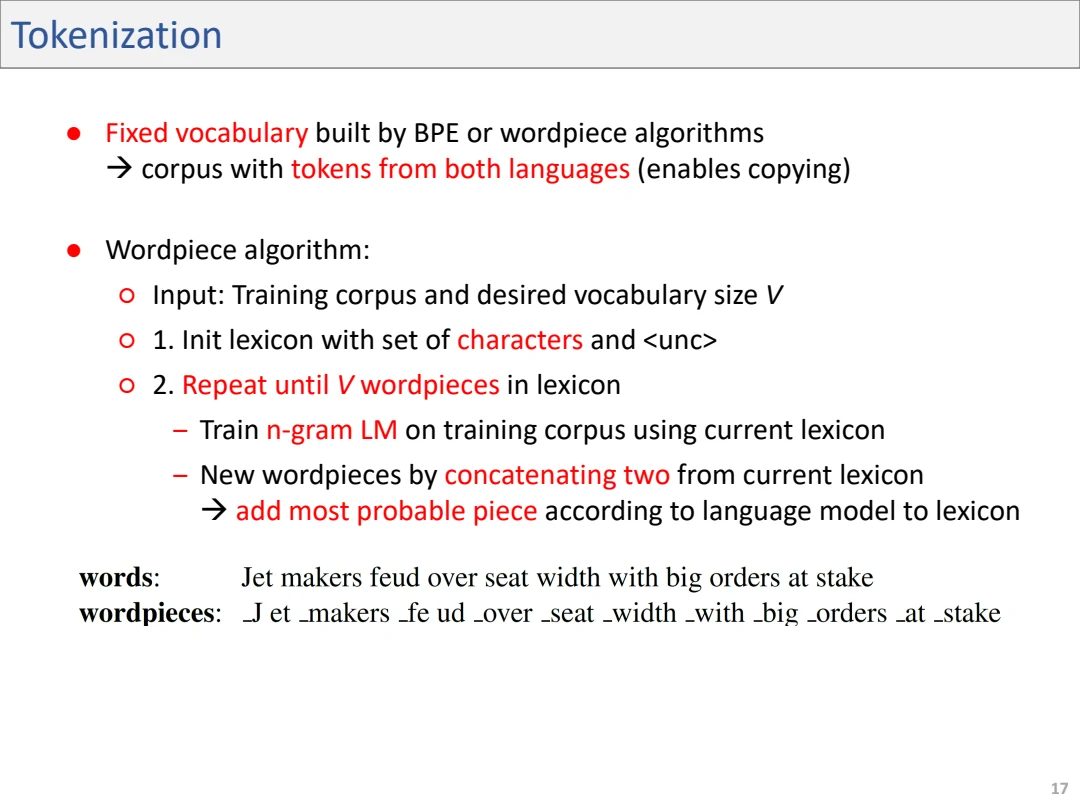 Tokenization
● Fixed vocabulary built by BPE or wordpiece algorithms
→ corpus with tokens from both languages (enables copying)
● Wordpiece algorithm:
○ Input: Training corpus and desired vocabulary size V
○ 1. Init lexicon with set of characters and <unc>
○ 2. Repeat until V wordpieces in lexicon
– Train n-gram LM on training corpus using current lexicon
– New wordpieces by concatenating two from current lexicon
→ add most probable piece according to language model to lexicon
words: Jet makers feud over seat width with big orders at stake
wordpieces: _J et _makers _fe ud _over _seat _width _with _big _orders _at _stake
17